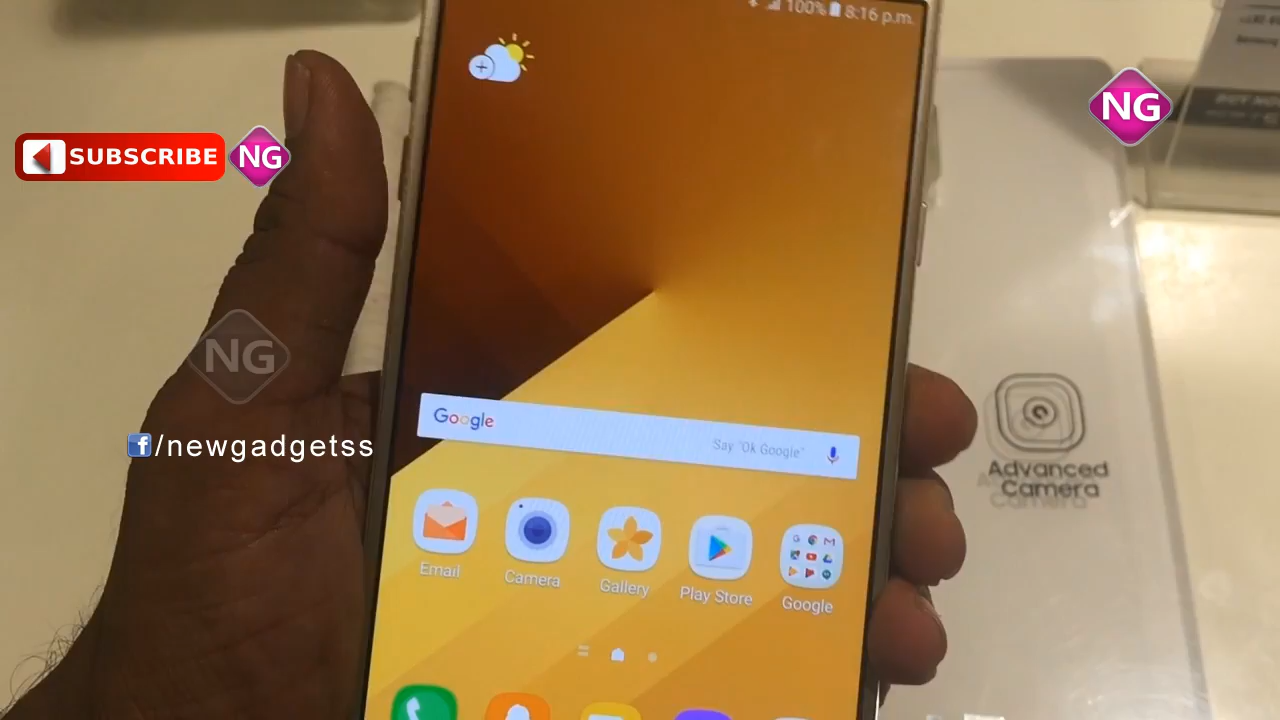 100% 8:16 p.m.
NG
SUBSCRIBE NG
NG
/newgadgetss
Google Say "Ok Google"
Advanced
Camera
Email Camera Gallery Play Store Google